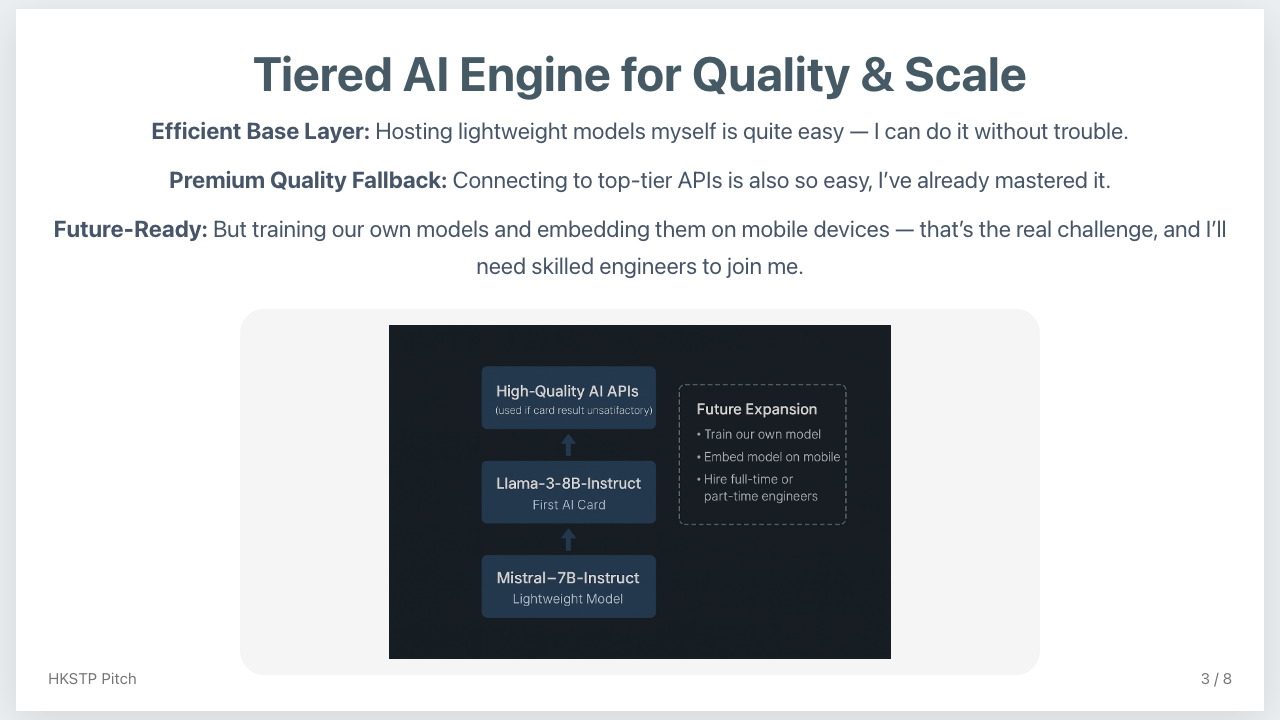 Tiered AI Engine for Quality & Scale
Efficient Base Layer: Hosting lightweight models myself is quite easy — I can do it without trouble.
Premium Quality Fallback: Connecting to top-tier APIs is also so easy, I’ve already mastered it.
Future-Ready: But training our own models and embedding them on mobile devices — that’s the real challenge, and I’ll
need skilled engineers to join me.
High-Quality AI APIs
(used if card result unsatifactory)
Llama-3-8B-Instruct
First AI Card
Mistral–7B-Instruct
Lightweight Model
Future Expansion
• Train our own model
• Embed model on mobile
• Hire full-time or
part-time engineers
HKSTP Pitch
3 / 8